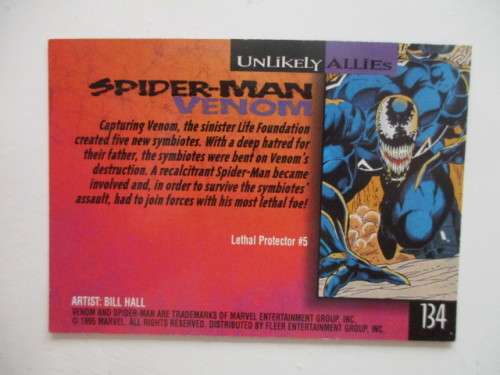 UNLiKELY ALLiES
SPIDER-MAN
VENOM
Capturing Venom, the sinister Life Foundation
created five new symbiotes. With a deep hatred for
their father, the symbiotes were bent on Venom's
destruction. A recalcitrant Spider-Man became
involved and, in order to survive the symbiotes'
assault, had to join forces with his most lethal foe!
Lethal Protector #5
ARTIST: BILL HALL
VENOM AND SPIDER-MAN ARE TRADEMARKS OF MARVEL ENTERTAINMENT GROUP, INC.
© 1995 MARVEL. ALL RIGHTS RESERVED. DISTRIBUTED BY FLEER ENTERTAINMENT GROUP, INC.
134